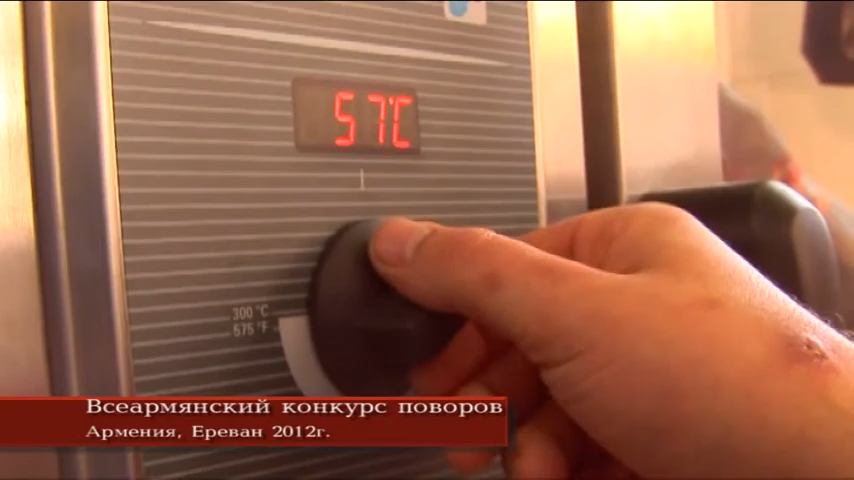 57°C
300 °C
575 °F
Всеармянский конкурс поворов
Армения, Ереван 2012г.